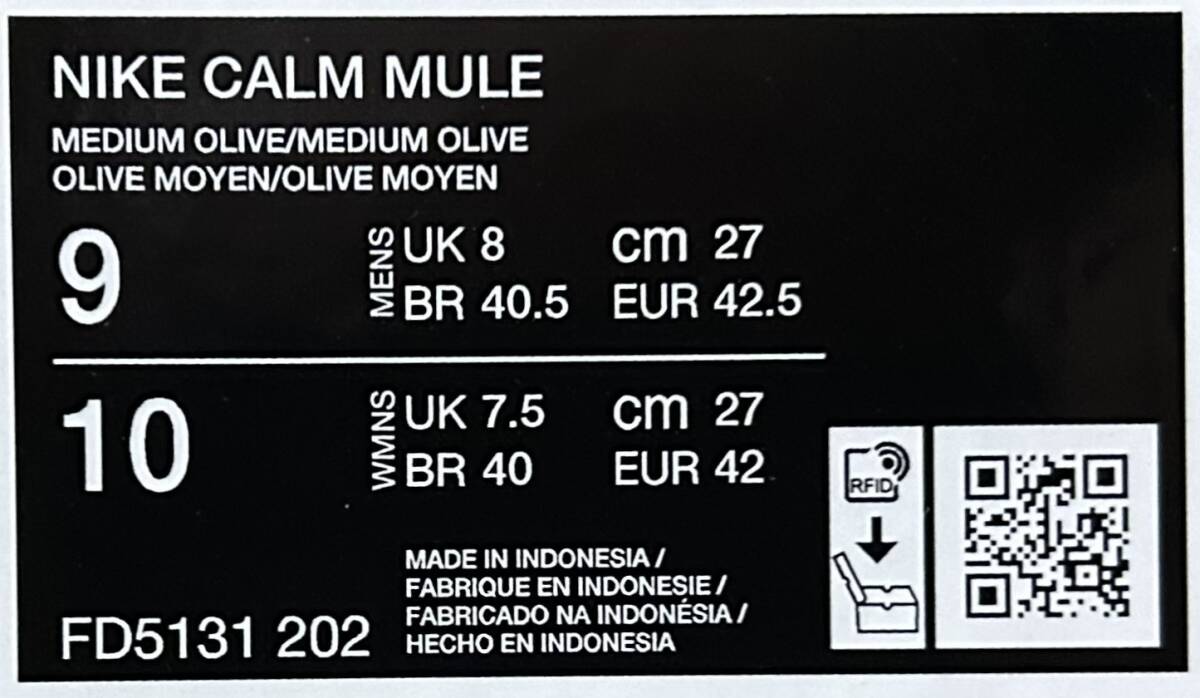 NIKE CALM MULE
MEDIUM OLIVE/MEDIUM OLIVE
OLIVE MOYEN/OLIVE MOYEN
9 MENS UK 8 cm 27
BR 40.5 EUR 42.5
10 WMNS UK 7.5 cm 27
BR 40 EUR 42
RFID
MADE IN INDONESIA /
FABRIQUE EN INDONESIE /
FABRICADO NA INDONÉSIA /
HECHO EN INDONESIA
FD5131 202